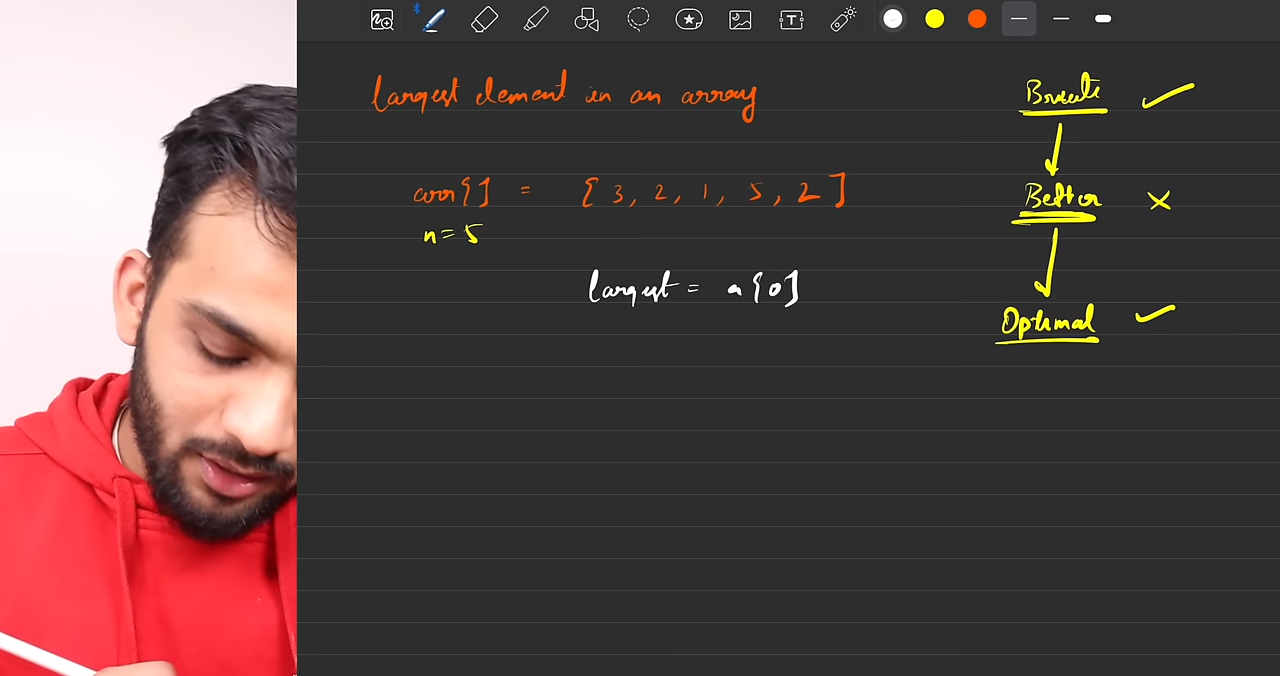 largest element in an array
arr[] = [3, 2, 1, 5, 2]
n = 5
largest = a[0]
Brute
Better
Optimal
T